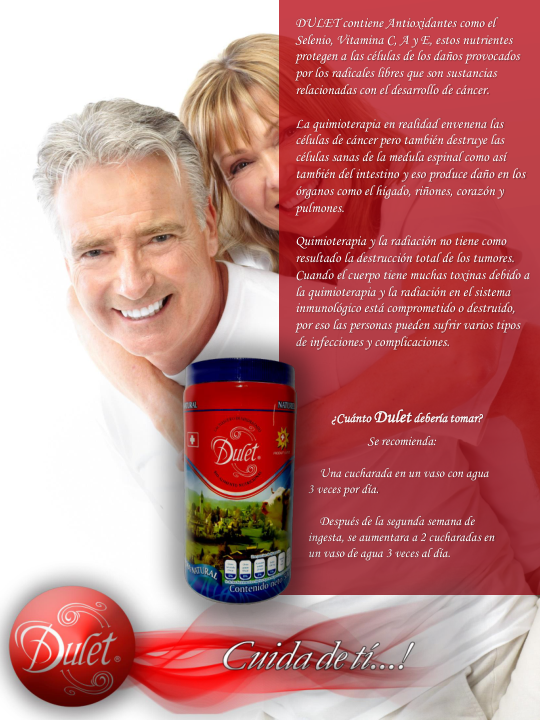 DULET contiene Antioxidantes como el
Selenio, Vitamina C, A y E, estos nutrientes
protegen a las células de los daños provocados
por los radicales libres que son sustancias
relacionadas con el desarrollo de cáncer.
La quimioterapia en realidad envenena las
células de cáncer pero también destruye las
células sanas de la medula espinal como así
también del intestino y eso produce daño en los
órganos como el hígado, riñones, corazón y
pulmones.
Quimioterapia y la radiación no tiene como
resultado la destrucción total de los tumores.
Cuando el cuerpo tiene muchas toxinas debido a
la quimioterapia y la radiación en el sistema
inmunológico está comprometido o destruido,
por eso las personas pueden sufrir varios tipos
de infecciones y complicaciones.
¿Cuánto Dulet debería tomar?
Se recomienda:
Una cucharada en un vaso con agua
3 veces por día.
Después de la segunda semana de
ingesta, se aumentara a 2 cucharadas en
un vaso de agua 3 veces al día.
NATURAL
Dulet
NATURAL
Contenido
Dulet
Cuida de tí...!